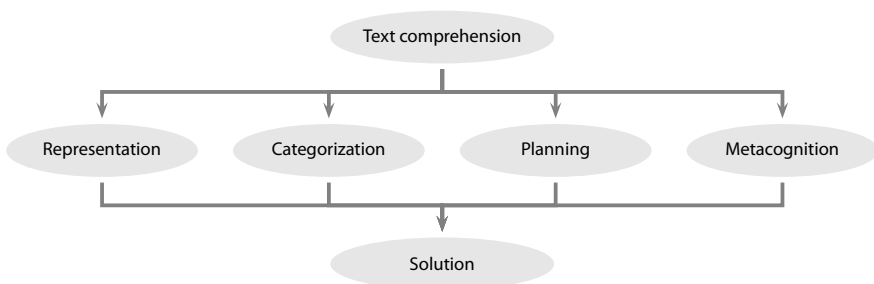 Text comprehension
Representation
Categorization
Planning
Metacognition
Solution